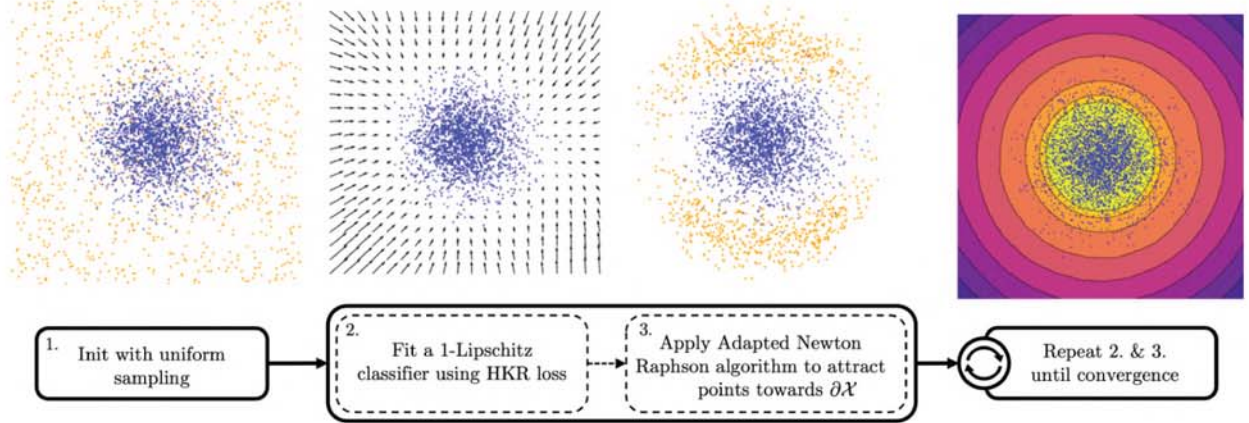 1.
Init with uniform
sampling
2.
Fit a 1-Lipschitz
classifier using HKR loss
3.
Apply Adapted Newton
Raphson algorithm to attract
points towards ∂𝒳
Repeat 2. & 3.
until convergence